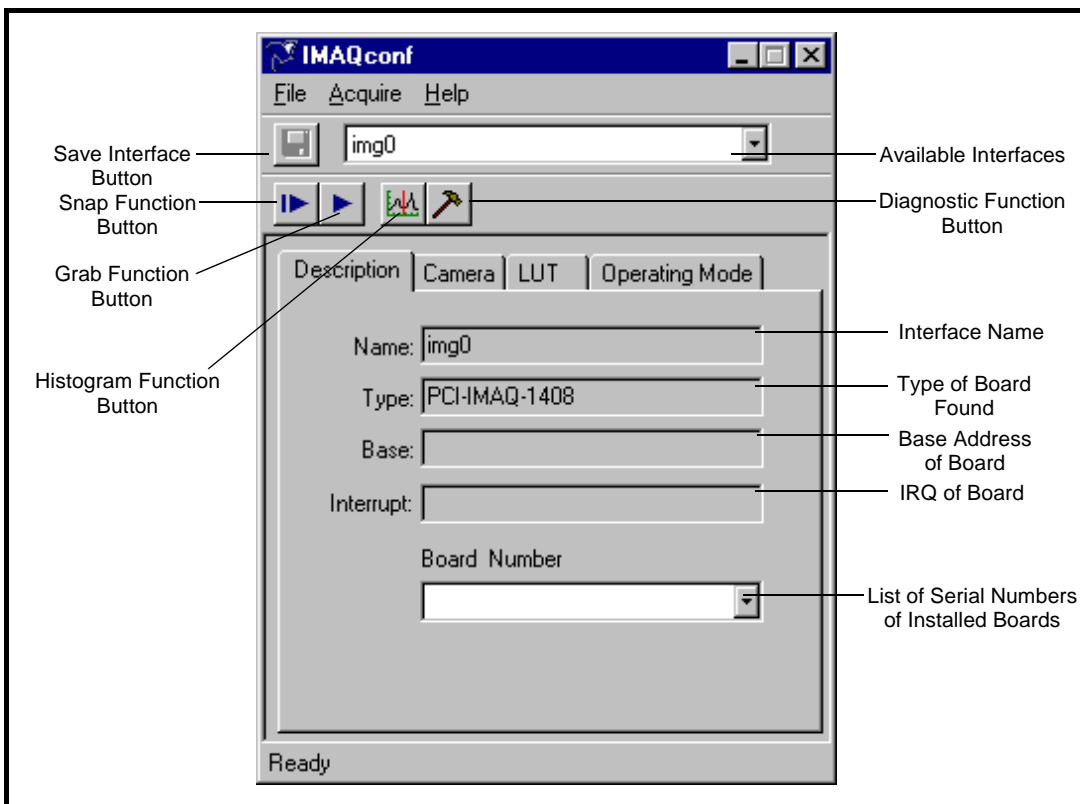 IMAQconf
File Acquire Help
img0
Save Interface
Button
Available Interfaces
Snap Function
Button
Diagnostic Function
Button
Grab Function
Button
Histogram Function
Button
Description Camera LUT Operating Mode
Name: img0
Interface Name
Type: PCI-IMAQ-1408
Type of Board
Found
Base:
Base Address
of Board
Interrupt:
IRQ of Board
Board Number
List of Serial Numbers
of Installed Boards
Ready